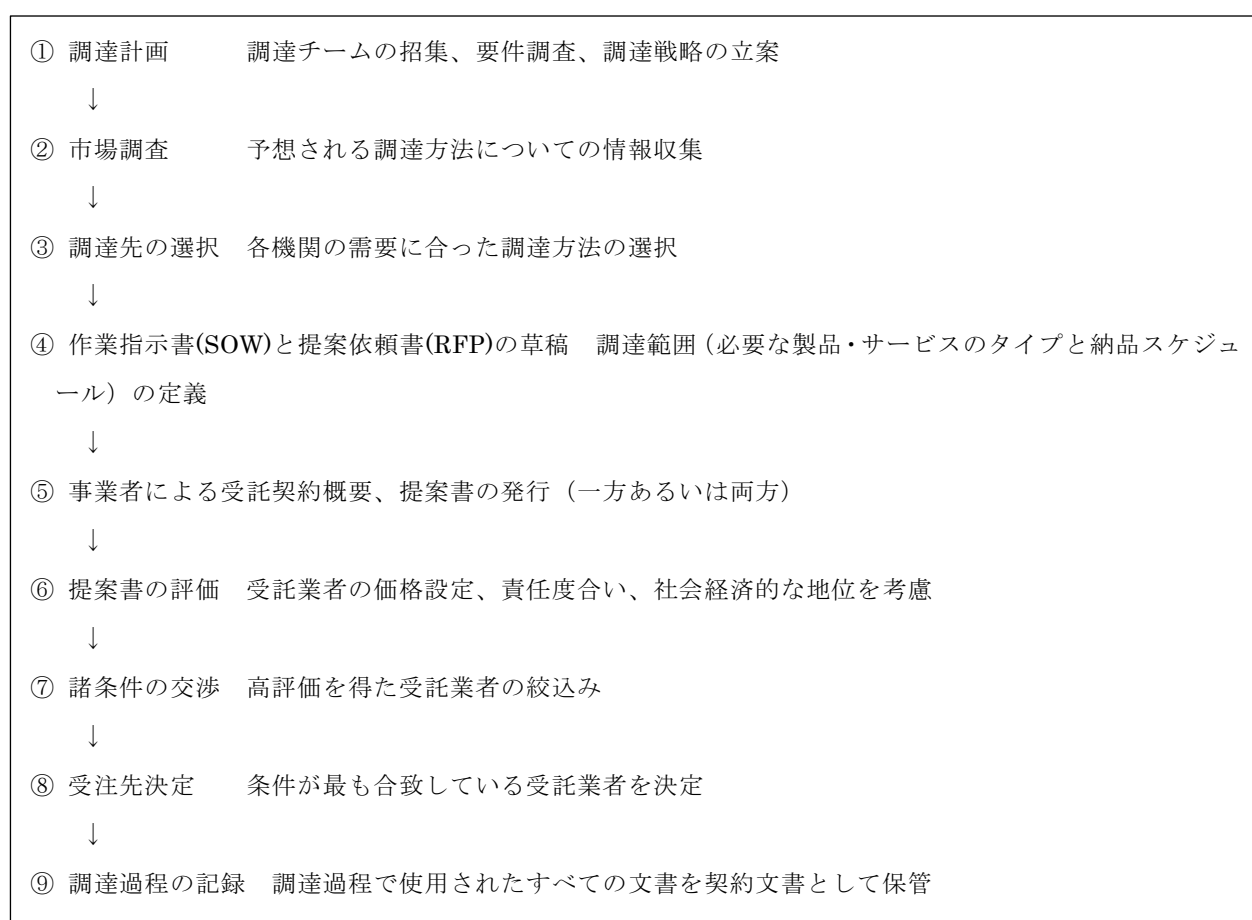 ① 調達計画　　　調達チームの招集、要件調査、調達戦略の立案
↓
② 市場調査　　　予想される調達方法についての情報収集
↓
③ 調達先の選択　各機関の需要に合った調達方法の選択
↓
④ 作業指示書(SOW)と提案依頼書(RFP)の草稿　調達範囲（必要な製品・サービスのタイプと納品スケジュ
ール）の定義
↓
⑤ 事業者による受託契約概要、提案書の発行（一方あるいは両方）
↓
⑥ 提案書の評価　受託業者の価格設定、責任度合い、社会経済的な地位を考慮
↓
⑦ 諸条件の交渉　高評価を得た受託業者の絞込み
↓
⑧ 受注先決定　　条件が最も合致している受託業者を決定
↓
⑨ 調達過程の記録　調達過程で使用されたすべての文書を契約文書として保管